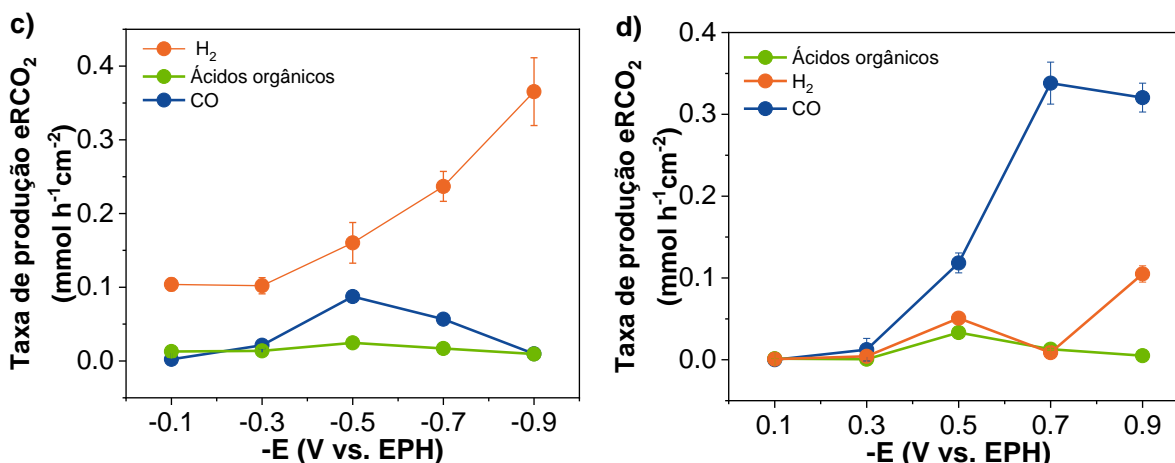 c)
Taxa de produção eRCO₂
(mmol h⁻¹cm⁻²)
0.4
0.3
0.2
0.1
0.0
H₂
Ácidos orgânicos
CO
-0.1 -0.3 -0.5 -0.7 -0.9
-E (V vs. EPH)
d)
Taxa de produção eRCO₂
(mmol h⁻¹cm⁻²)
0.4
0.3
0.2
0.1
0.0
Ácidos orgânicos
H₂
CO
0.1 0.3 0.5 0.7 0.9
-E (V vs. EPH)